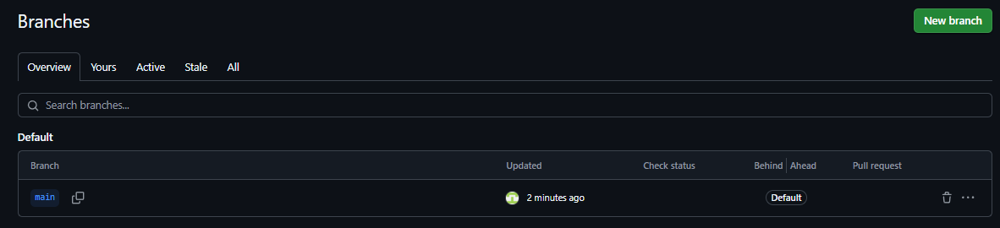 Branches
New branch
Overview Yours Active Stale All
Search branches...
Default
Branch Updated Check status Behind Ahead Pull request
main 2 minutes ago Default